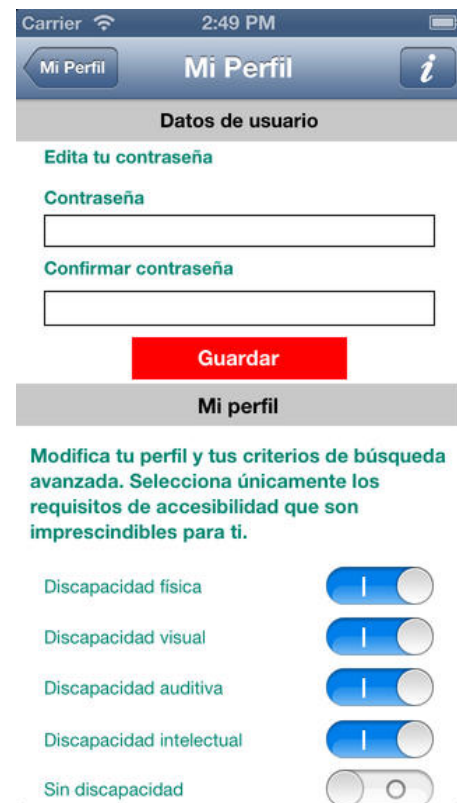 Carrier 2:49 PM
Mi Perfil Mi Perfil i
Datos de usuario
Edita tu contraseña
Contraseña
Confirmar contraseña
Guardar
Mi perfil
Modifica tu perfil y tus criterios de búsqueda
avanzada. Selecciona únicamente los
requisitos de accesibilidad que son
imprescindibles para ti.
Discapacidad física
Discapacidad visual
Discapacidad auditiva
Discapacidad intelectual
Sin discapacidad